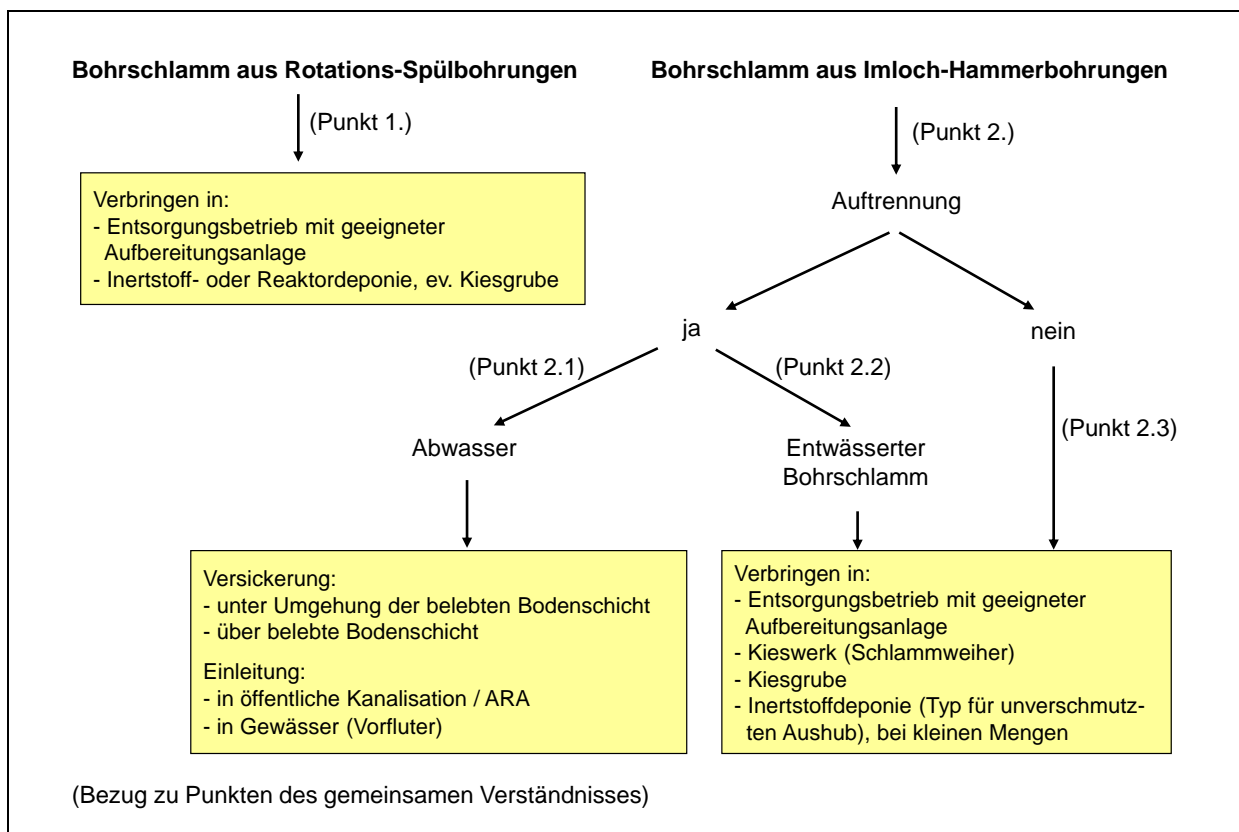 Bohrschlamm aus Rotations-Spülbohrungen
(Punkt 1.)
Verbringen in:
- Entsorgungsbetrieb mit geeigneter
Aufbereitungsanlage
- Inertstoff- oder Reaktordeponie, ev. Kiesgrube
Bohrschlamm aus Imloch-Hammerbohrungen
(Punkt 2.)
Auftrennung
ja
nein
(Punkt 2.1)
(Punkt 2.2)
(Punkt 2.3)
Abwasser
Entwässerter
Bohrschlamm
Versickerung:
- unter Umgehung der belebten Bodenschicht
- über belebte Bodenschicht
Einleitung:
- in öffentliche Kanalisation / ARA
- in Gewässer (Vorfluter)
Verbringen in:
- Entsorgungsbetrieb mit geeigneter
Aufbereitungsanlage
- Kieswerk (Schlammweiher)
- Kiesgrube
- Inertstoffdeponie (Typ für unverschmutz-
ten Aushub), bei kleinen Mengen
(Bezug zu Punkten des gemeinsamen Verständnisses)